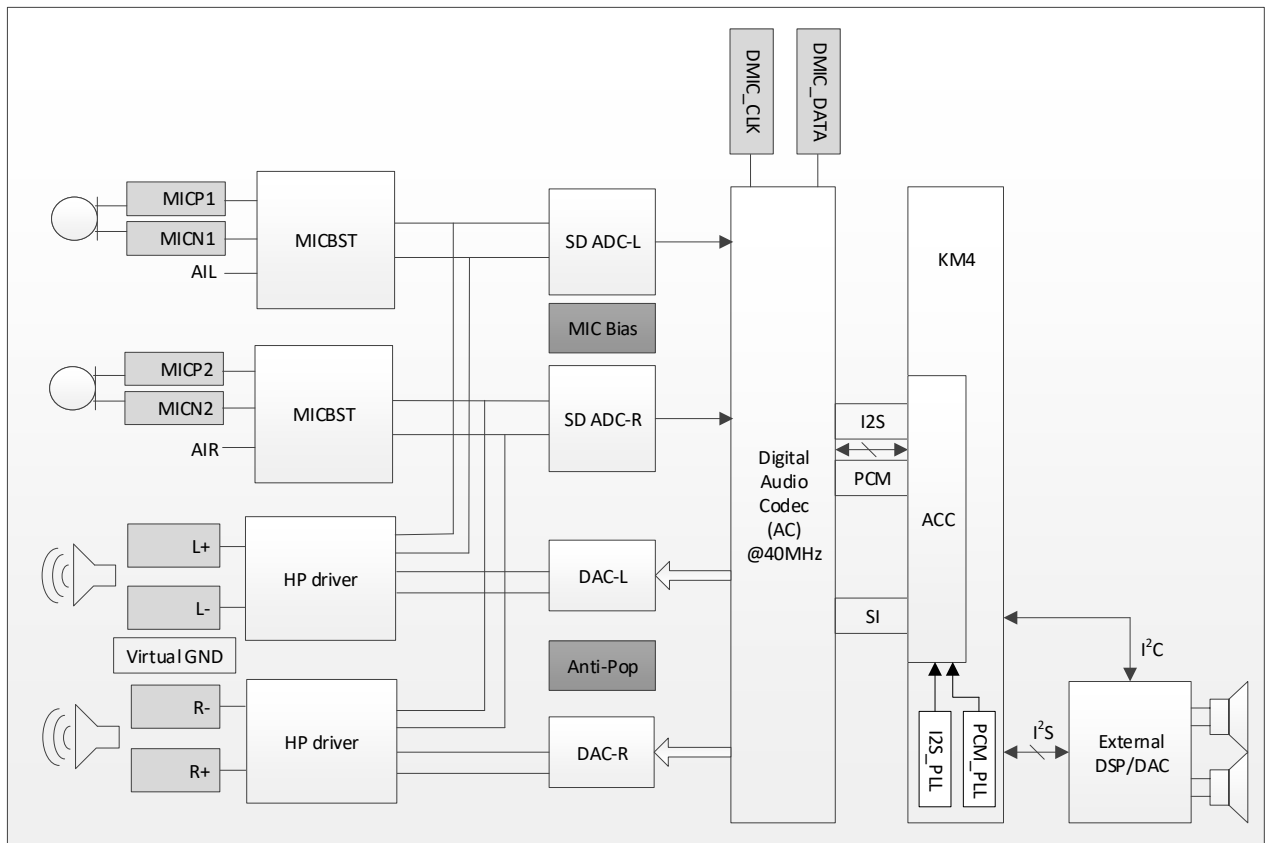 DMIC_CLK
DMIC_DATA
MICP1
MICN1
AIL
MICBST
SD ADC-L
MIC Bias
KM4
MICP2
MICN2
AIR
MICBST
SD ADC-R
Digital
Audio
Codec
(AC)
@40MHz
I2S
PCM
ACC
L+
L-
HP driver
DAC-L
SI
Virtual GND
Anti-Pop
I²C
R-
R+
HP driver
DAC-R
I2S_PLL
PCM_PLL
I²S
External
DSP/DAC